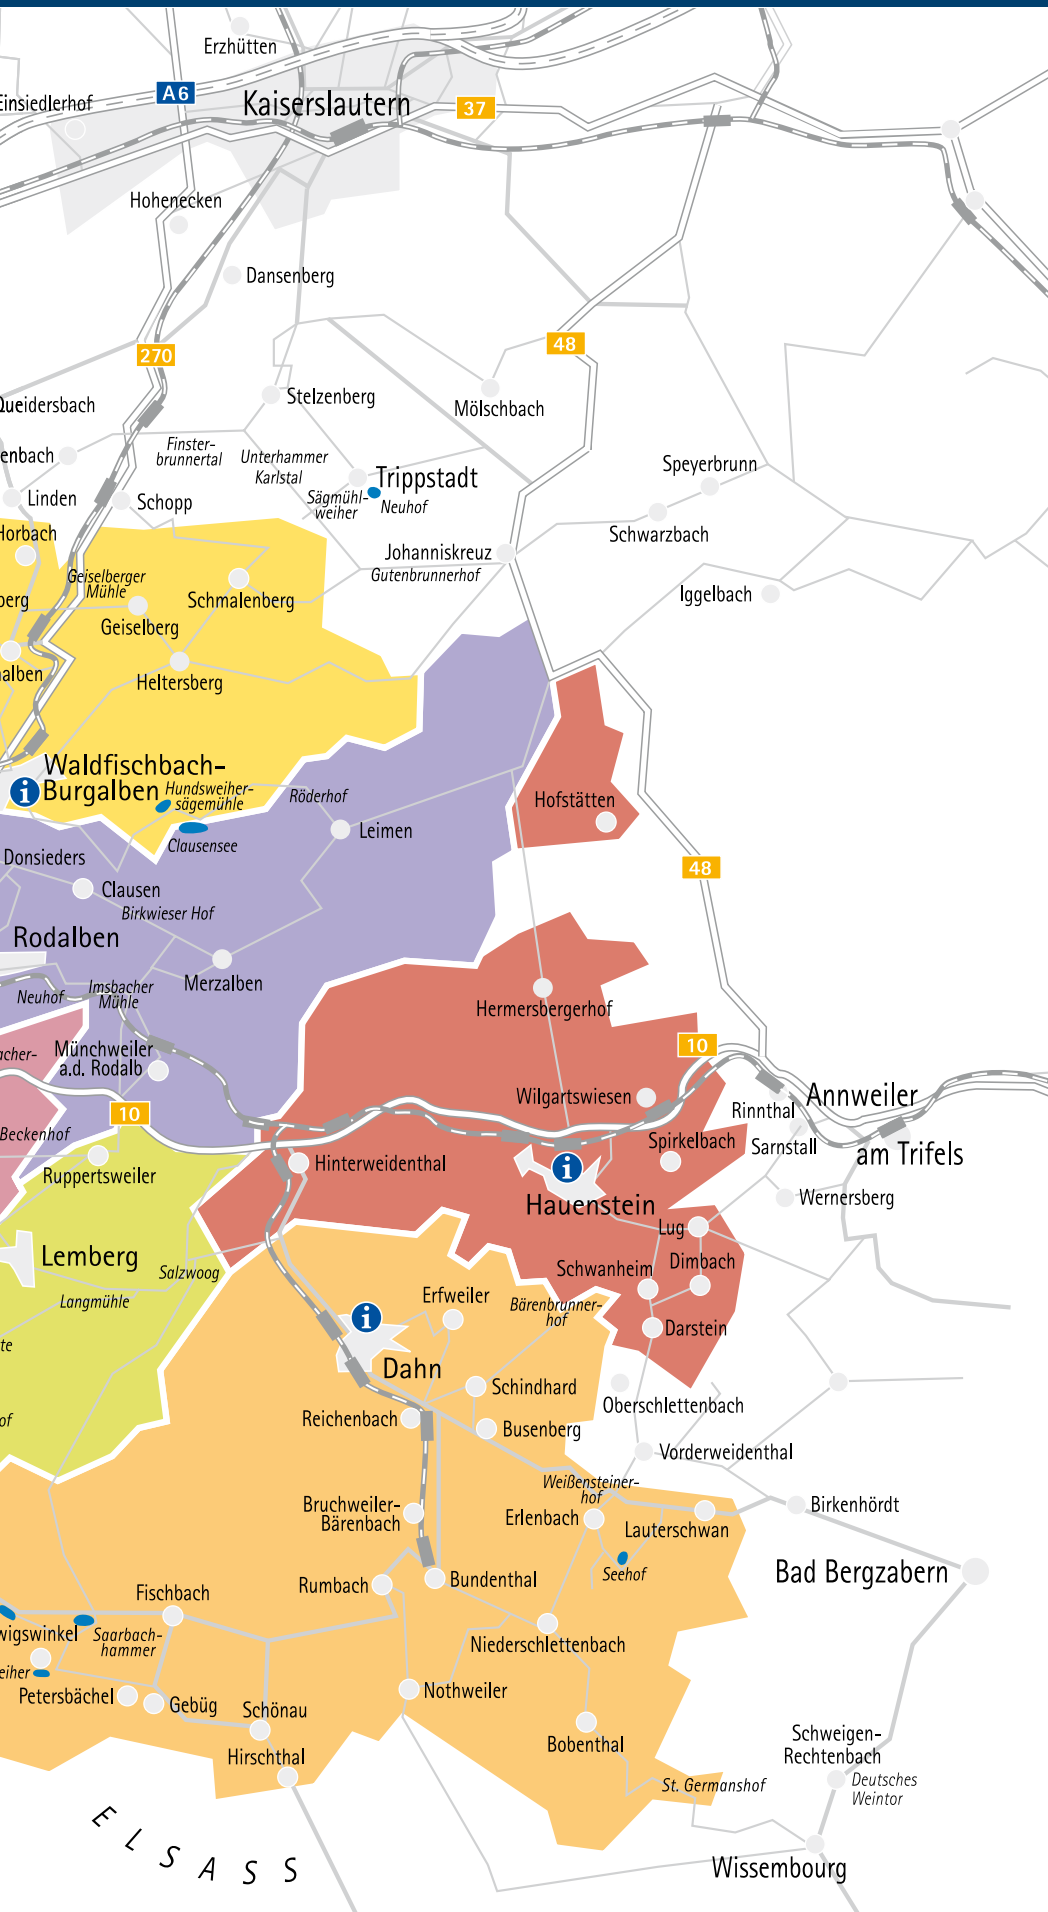 Erzhütten
Einsiedlerhof
A6
Kaiserslautern
37
Hohenecken
Dansenberg
270
48
Queidersbach
Stelzenberg
Mölschbach
enbach
Finster-
brunnertal
Unterhammer
Karlstal
Speyerbrunn
Trippstadt
Linden
Schopp
Sägmühl-
weiher
Neuhof
Horbach
Schwarzbach
Johanniskreuz
Gutenbrunnerhof
Geiselberger
Mühle
berg
Schmalenberg
Iggelbach
Geiselberg
alben
Heltersberg
Waldfischbach-
Burgalben
i
Hundsweiher-
sägemühle
Röderhof
Hofstätten
Leimen
Clausensee
Donsieders
48
Clausen
Birkwieser Hof
Rodalben
Merzalben
Neuhof
Imsbacher
Mühle
Hermersbergerhof
acher-
Münchweiler
a.d. Rodalb
10
Wilgartswiesen
Annweiler
am Trifels
Rinnthal
10
Beckenhof
Spirkelbach
Sarnstall
Ruppertsweiler
Hinterweidenthal
i
Hauenstein
Wernersberg
Lug
Lemberg
Salzwoog
Schwanheim
Dimbach
Langmühle
Erfweiler
Bärenbrunner-
hof
i
Darstein
te
Dahn
Schindhard
Oberschlettenbach
of
Reichenbach
Busenberg
Vorderweidenthal
Weißensteiner-
hof
Bruchweiler-
Bärenbach
Erlenbach
Lauterschwan
Birkenhördt
Seehof
Bad Bergzabern
Rumbach
Bundenthal
Fischbach
wigswinkel
Saarbach-
hammer
Niederschlettenbach
eiher
Petersbächel
Gebüg
Nothweiler
Schönau
Bobenthal
Schweigen-
Rechtenbach
Hirschthal
St. Germanshof
Deutsches
Weintor
ELSASS
Wissembourg